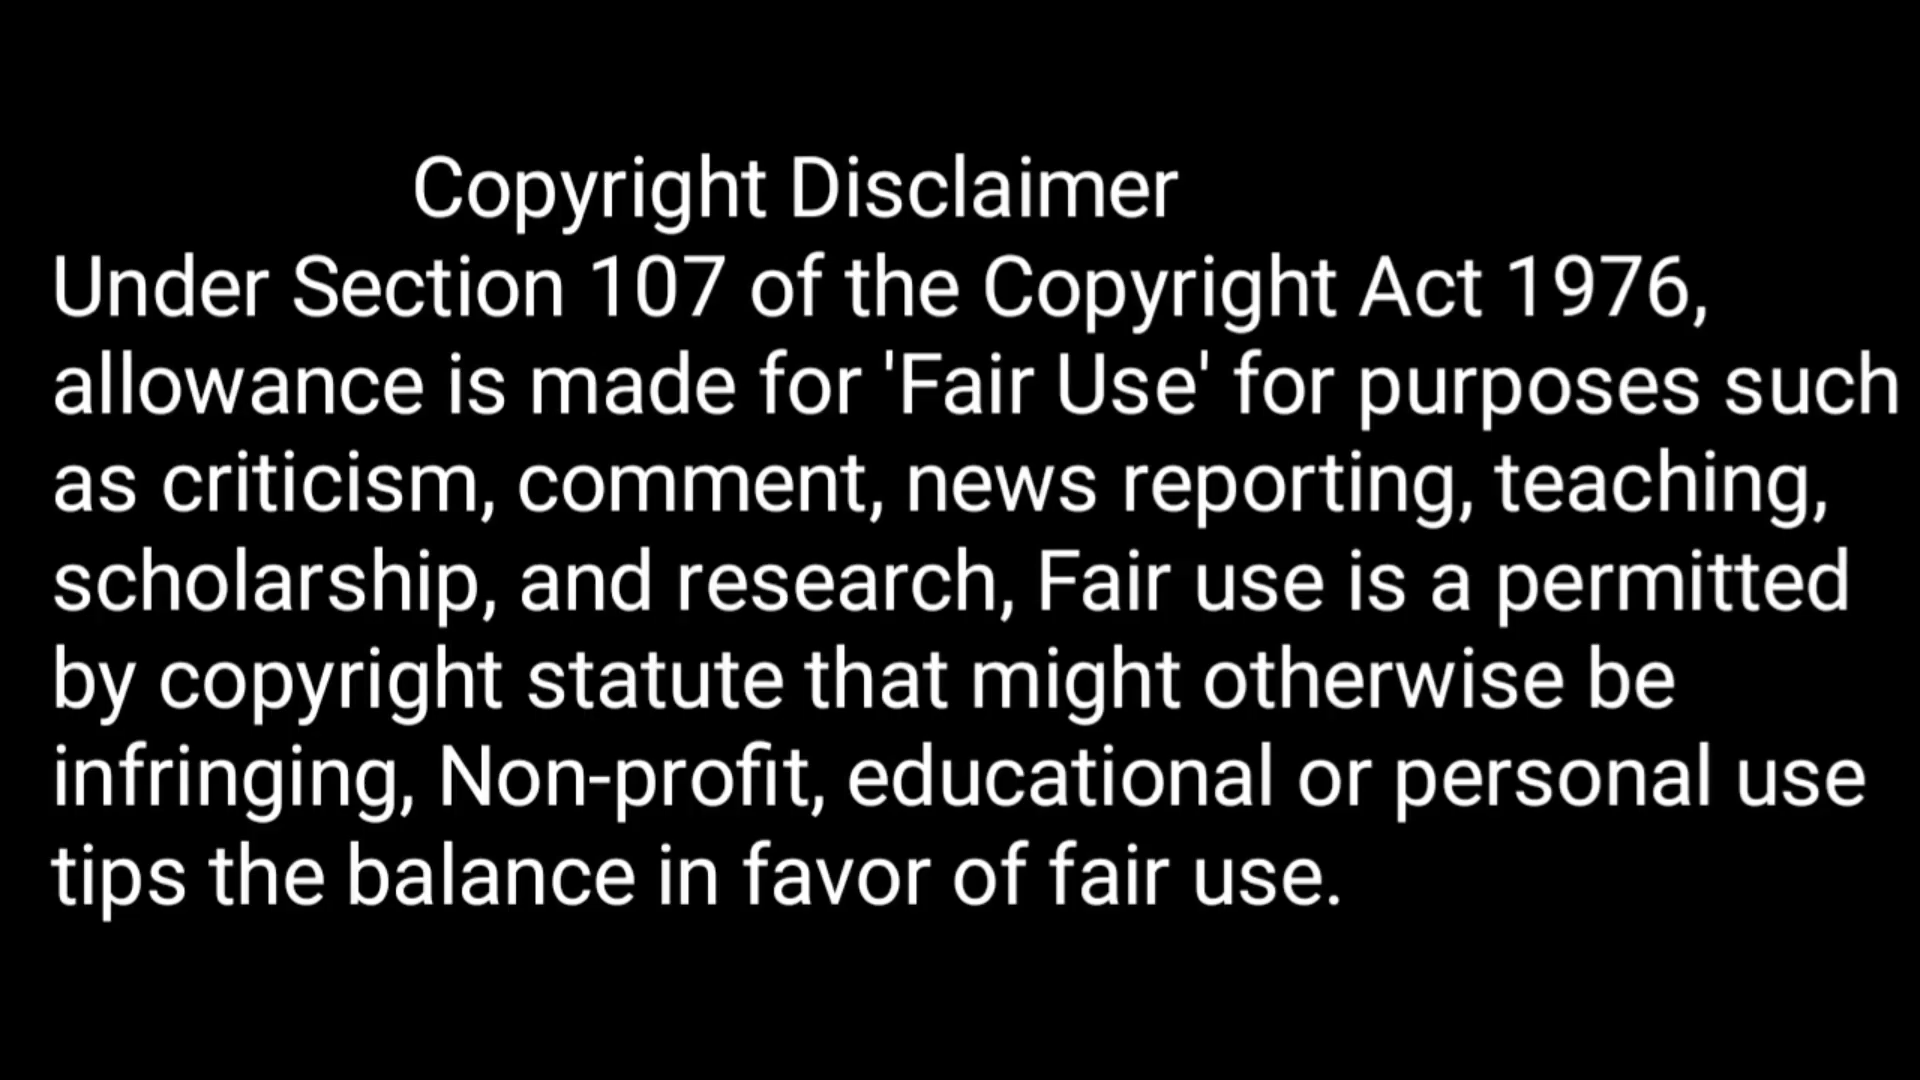 Copyright Disclaimer
Under Section 107 of the Copyright Act 1976,
allowance is made for 'Fair Use' for purposes such
as criticism, comment, news reporting, teaching,
scholarship, and research, Fair use is a permitted
by copyright statute that might otherwise be
infringing, Non-profit, educational or personal use
tips the balance in favor of fair use.